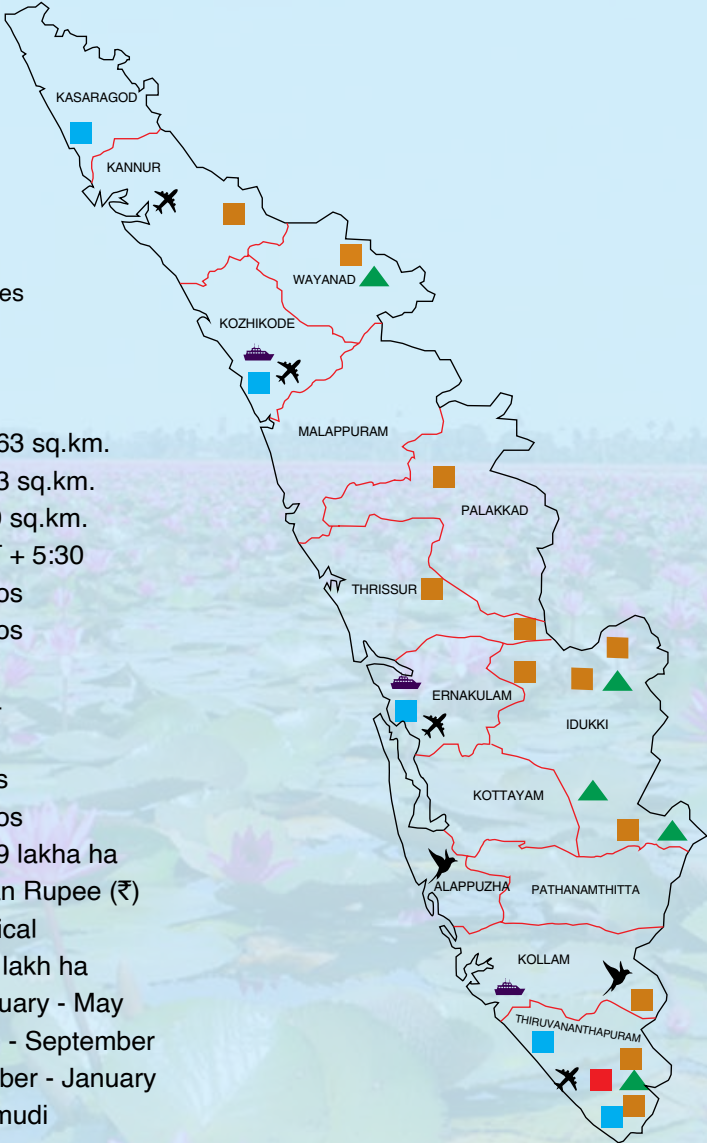 KASARAGOD
KANNUR
WAYANAD
es
KOZHIKODE
MALAPPURAM
63 sq.km.
3 sq.km.
PALAKKAD
sq.km.
+ 5:30
os
THRISSUR
os
ERNAKULAM
IDUKKI
s
KOTTAYAM
os
9 lakha ha
an Rupee (₹)
ALAPPUZHA
PATHANAMTHITTA
ical
lakh ha
KOLLAM
uary - May
- September
THIRUVANANTHAPURAM
ber - January
mudi